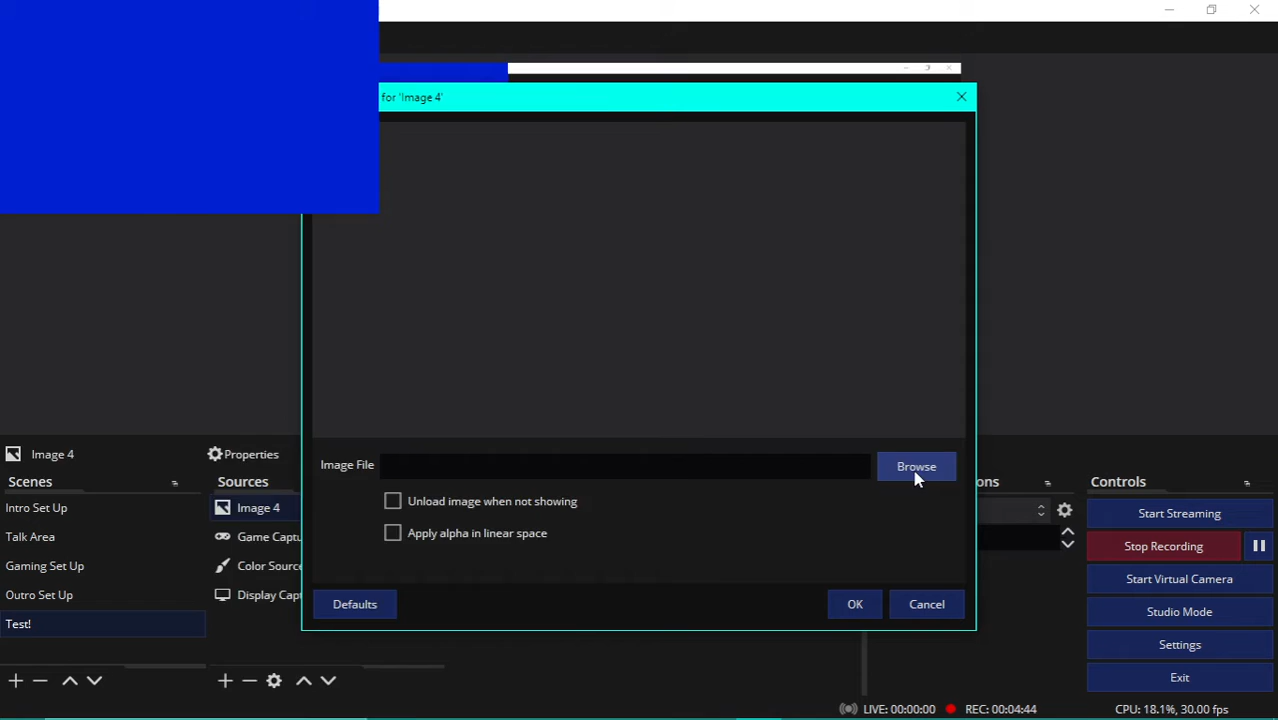 for 'Image 4'
Image File
Browse
Unload image when not showing
Apply alpha in linear space
Defaults
OK
Cancel
Image 4
Properties
Scenes
Intro Set Up
Talk Area
Gaming Set Up
Outro Set Up
Test!
Sources
Image 4
Game Captu
Color Source
Display Capt
ons
Controls
Start Streaming
Stop Recording
Start Virtual Camera
Studio Mode
Settings
Exit
LIVE: 00:00:00
REC: 00:04:44
CPU: 18.1%, 30.00 fps